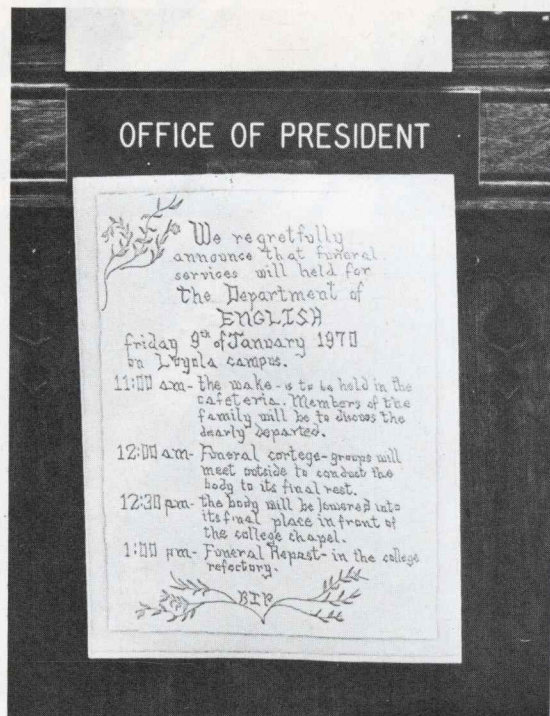 OFFICE OF PRESIDENT
We regretfully
announce that funeral
services will held for
the Department of
ENGLISH
friday 9th of January 1970
on Loyola campus.
11:00 am- the wake - is to be held in the
cafeteria. Members of the
family will be to discuss the
dearly departed.
12:00 am- Funeral cortege - groups will
meet outside to conduct the
body to its final rest.
12:30 pm- the body will be lowered into
its final place in front of
the college chapel.
1:00 pm- Funeral Repast - in the college
refectory.
RIP